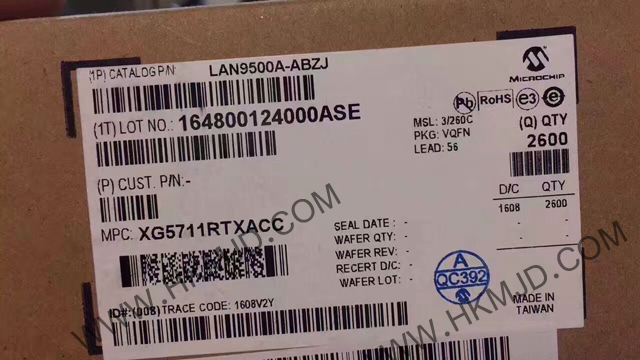 (1P) CATALOG P/N: LAN9500A-ABZJ
MICROCHIP
(1T) LOT NO.: 164800124000ASE
Pb RoHS e3 e
MSL: 3/260C
PKG: VQFN
LEAD: 56
(Q) QTY
2600
(P) CUST. P/N:-
D/C QTY
1608 2600
- -
- -
MPC: XG5711RTXACC
SEAL DATE : -
WAFER QTY: -
WAFER REV: -
RECERT D/C: -
WAFER LOT: -
A
QC392
MADE IN
TAIWAN
ID#:(008) TRACE CODE: 1608V2Y
WWW.HKMJD.COM
WWW.HKMJD.COM